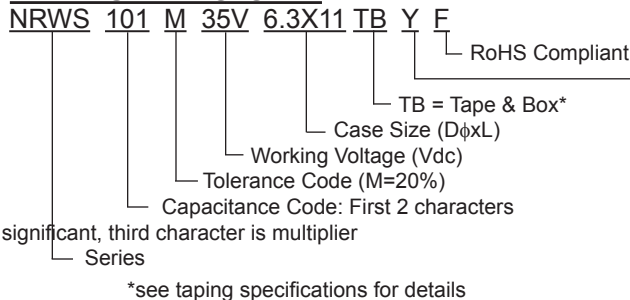 NRWS 101 M 35V 6.3X11 TB Y F
RoHS Compliant
TB = Tape & Box*
Case Size (DϕxL)
Working Voltage (Vdc)
Tolerance Code (M=20%)
Capacitance Code: First 2 characters
significant, third character is multiplier
Series
*see taping specifications for details